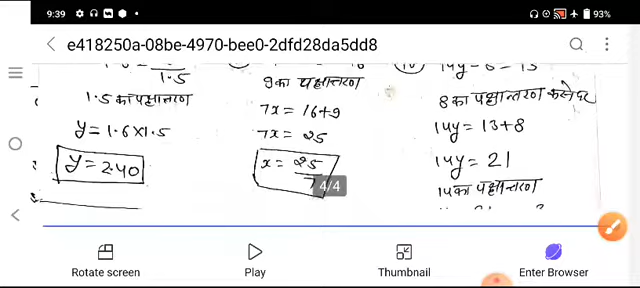 9:39
93%
e418250a-08be-4970-bee0-2dfd28da5dd8
1.5
1.5 का पक्षान्तरण
y = 1.6 × 1.5
y = 2.40
9 का पक्षान्तरण
7x = 16+9
7x = 25
x = 25/7
14y - 8 = 13
8 का पक्षान्तरण करने पर
14y = 13+8
14y = 21
14 का पक्षान्तरण
4/4
Rotate screen
Play
Thumbnail
Enter Browser